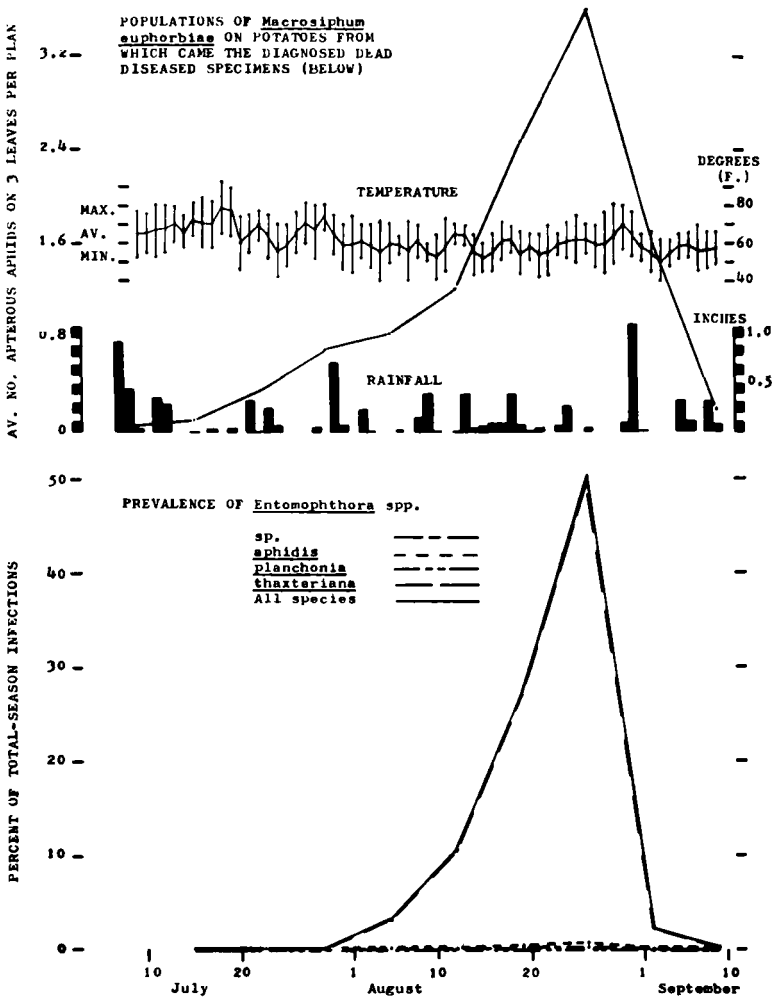 AV. NO. APTEROUS APHIDS ON 3 LEAVES PER PLAN
POPULATIONS OF Macrosiphum
euphorbiae ON POTATOES FROM
WHICH CAME THE DIAGNOSED DEAD
DISEASED SPECIMENS (BELOW)
3.2
2.4
1.6
0.8
0
MAX.
AV.
MIN.
TEMPERATURE
DEGREES
(F.)
80
60
40
INCHES
1.0
0.5
RAINFALL
PERCENT OF TOTAL-SEASON INFECTIONS
50
40
30
20
10
0
PREVALENCE OF Entomophthora spp.
sp.
aphidis
planchonia
thaxteriana
All species
10 20 1 10 20 1 10
July August September